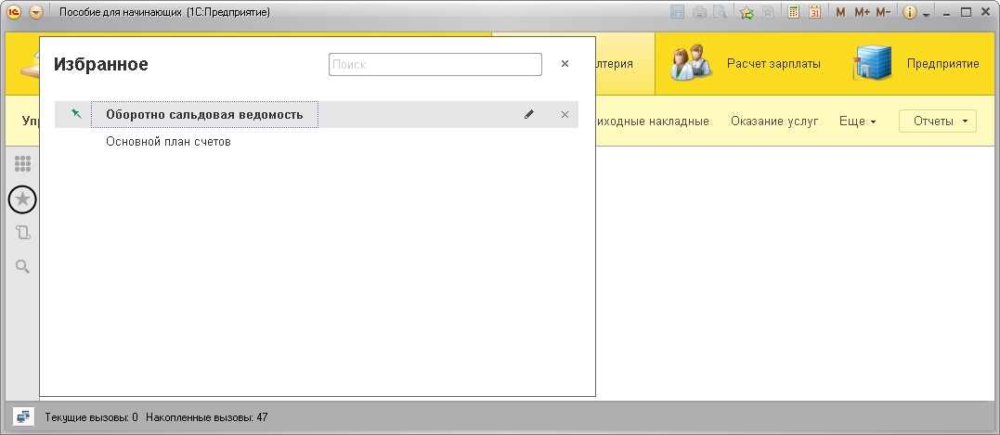 Пособие для начинающих (1С:Предприятие)
31 M M+ M-
Избранное
Поиск
лтерия
Расчет зарплаты
Предприятие
Упр
Оборотно сальдовая ведомость
иходные накладные
Оказание услуг
Еще
Отчеты
Основной план счетов
Текущие вызовы: 0 Накопленные вызовы: 47